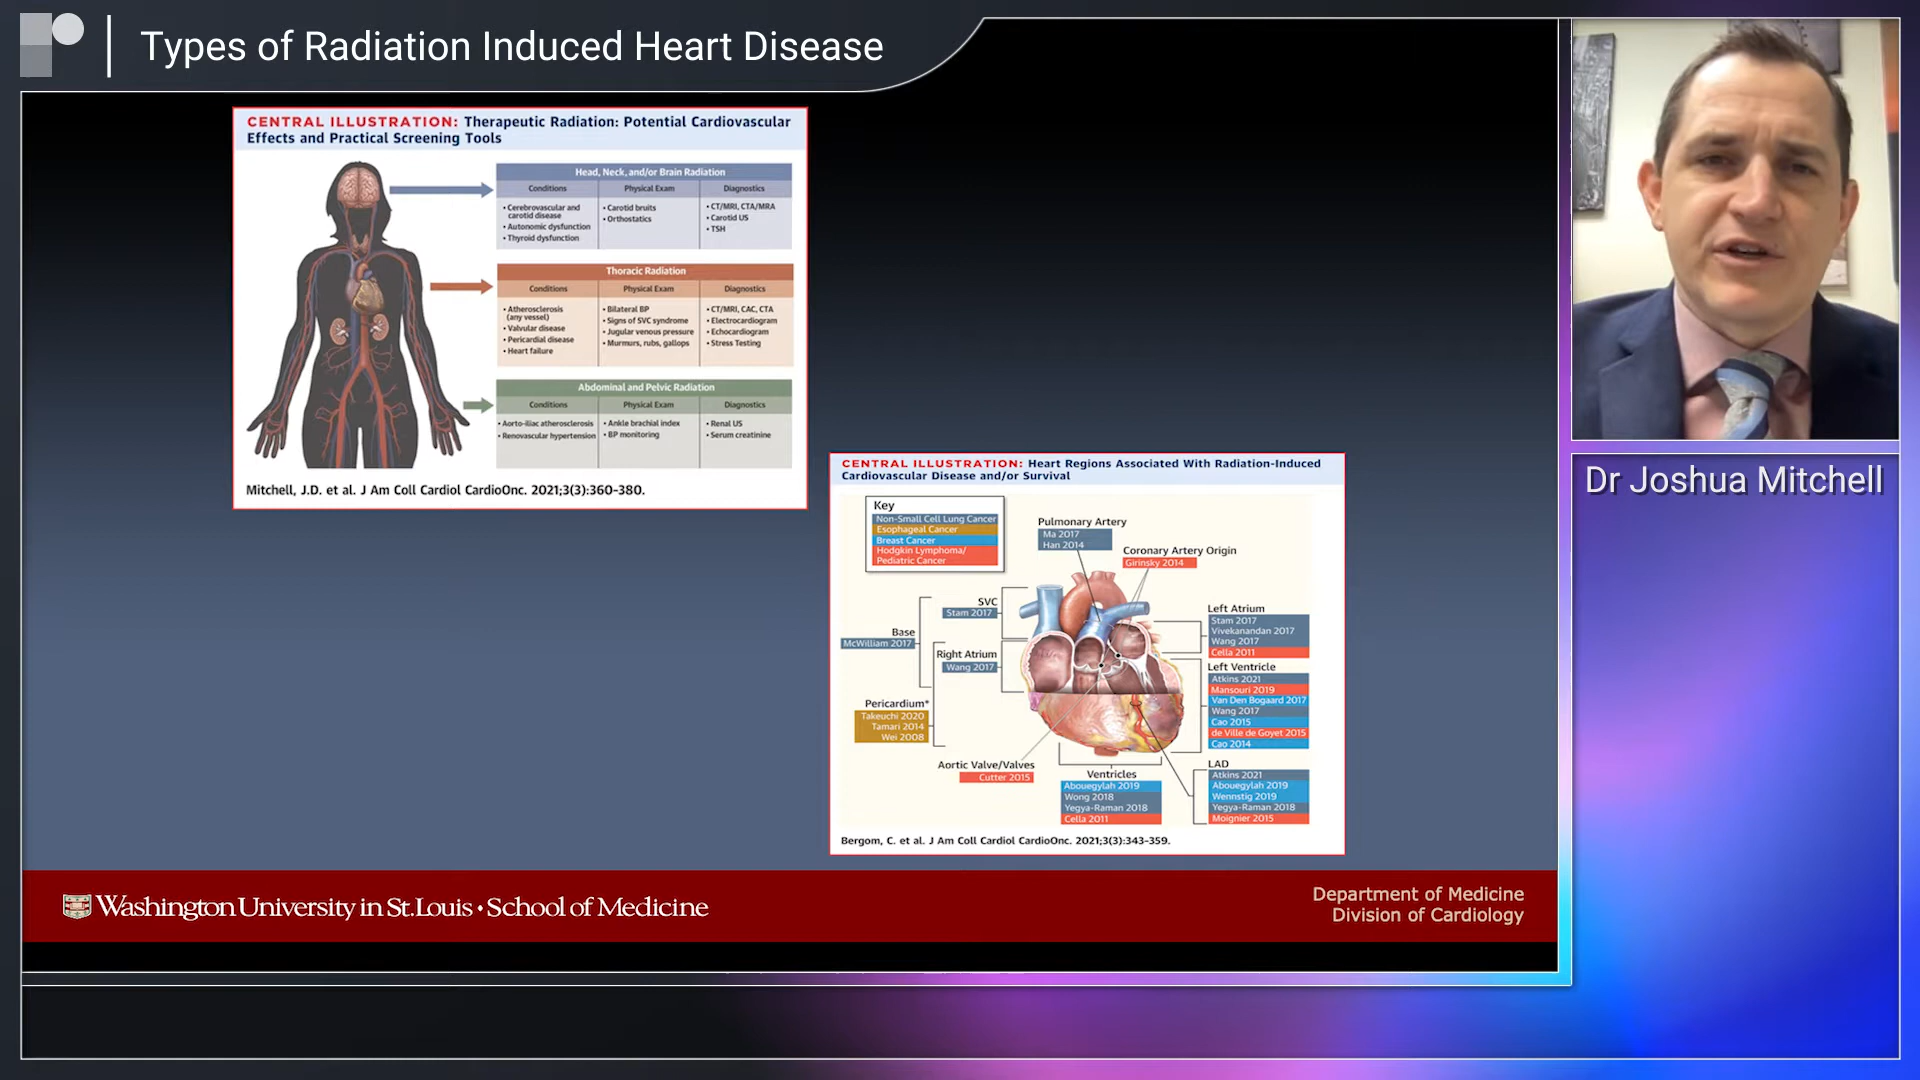 Types of Radiation Induced Heart Disease
CENTRAL ILLUSTRATION: Therapeutic Radiation: Potential Cardiovascular
Effects and Practical Screening Tools
Head, Neck, and/or Brain Radiation
Conditions
Physical Exam
Diagnostics
• Cerebrovascular and
carotid disease
• Autonomic dysfunction
• Thyroid dysfunction
• Carotid bruits
• Orthostatics
• CT/MRI, CTA/MRA
• Carotid US
• TSH
Thoracic Radiation
Conditions
Physical Exam
Diagnostics
• Atherosclerosis
(any vessel)
• Valvular disease
• Pericardial disease
• Heart failure
• Bilateral BP
• Signs of SVC syndrome
• Jugular venous pressure
• Murmurs, rubs, gallops
• CT/MRI, CAC, CTA
• Electrocardiogram
• Echocardiogram
• Stress Testing
Abdominal and Pelvic Radiation
Conditions
Physical Exam
Diagnostics
• Aorto-iliac atherosclerosis
• Renovascular hypertension
• Ankle brachial index
• BP monitoring
• Renal US
• Serum creatinine
Mitchell, J.D. et al. J Am Coll Cardiol CardioOnc. 2021;3(3):360-380.
CENTRAL ILLUSTRATION: Heart Regions Associated With Radiation-Induced
Cardiovascular Disease and/or Survival
Key
Non-Small Cell Lung Cancer
Esophageal Cancer
Breast Cancer
Hodgkin Lymphoma/
Pediatric Cancer
Pulmonary Artery
Ma 2017
Han 2014
Coronary Artery Origin
Girinsky 2014
SVC
Stam 2017
Base
McWilliam 2017
Right Atrium
Wang 2017
Pericardium*
Takeuchi 2020
Tamari 2014
Wei 2008
Aortic Valve/Valves
Cutter 2015
Ventricles
Abouegylah 2019
Wong 2018
Yegya-Raman 2018
Cella 2011
Left Atrium
Stam 2017
Vivekanandan 2017
Wang 2017
Cella 2011
Left Ventricle
Atkins 2021
Mansouri 2019
Van Den Bogaard 2017
Wang 2017
Cao 2015
de Ville de Goyet 2015
Cao 2014
LAD
Atkins 2021
Abouegylah 2019
Wennstig 2019
Yegya-Raman 2018
Moignier 2015
Bergom, C. et al. J Am Coll Cardiol CardioOnc. 2021;3(3):343-359.
Washington University in St. Louis • School of Medicine
Department of Medicine
Division of Cardiology
Dr Joshua Mitchell